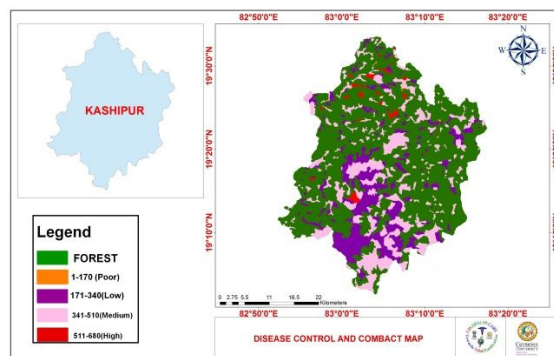 82°50'0"E 83°0'0"E 83°10'0"E 83°20'0"E
KASHIPUR
N
W E
S
19°30'0"N
19°20'0"N
19°10'0"N
Legend
FOREST
1-170 (Poor)
171-340(Low)
341-510(Medium)
511-680(High)
0 2.75 5.5 11 16.5 22
Kilometers
82°50'0"E 83°0'0"E 83°10'0"E 83°20'0"E
DISEASE CONTROL AND COMBACT MAP